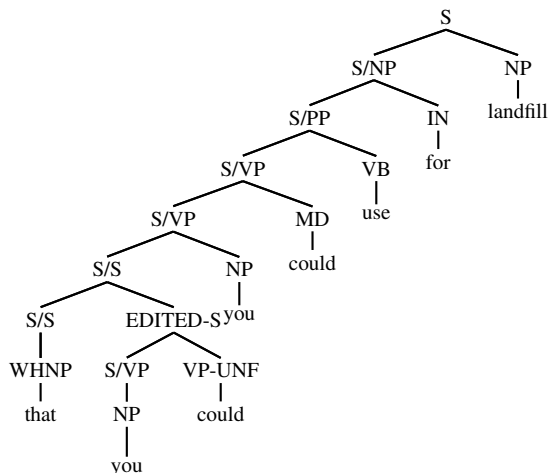 S
S/NP NP
S/PP IN landfill
S/VP VB for
S/VP MD use
S/S NP could
S/S EDITED-S you
WHNP S/VP VP-UNF
that NP could
you